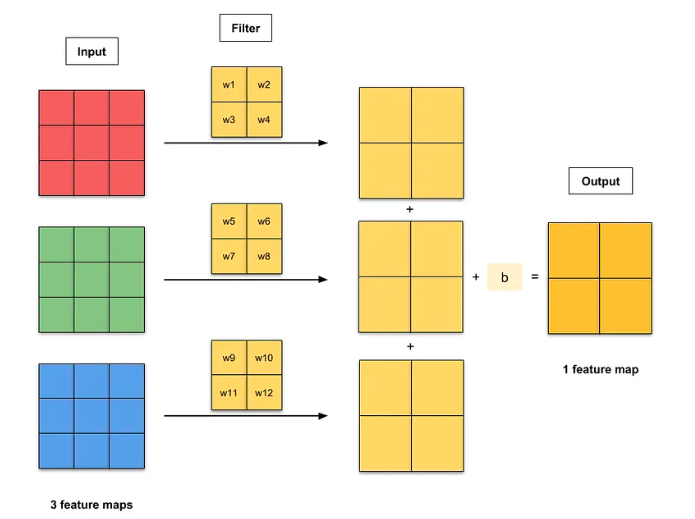 Filter
Input
w1 w2
w3 w4
Output
+
w5 w6
w7 w8
+ b =
+
w9 w10
1 feature map
w11 w12
3 feature maps